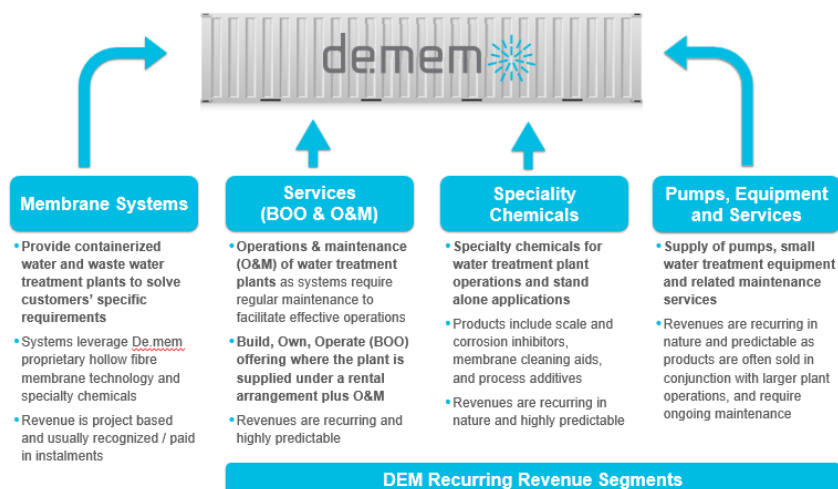 de.mem
Membrane Systems
• Provide containerized
water and waste water
treatment plants to solve
customers' specific
requirements
• Systems leverage De.mem
proprietary hollow fibre
membrane technology and
specialty chemicals
• Revenue is project based
and usually recognized / paid
in instalments
Services
(BOO & O&M)
• Operations & maintenance
(O&M) of water treatment
plants as systems require
regular maintenance to
facilitate effective operations
• Build, Own, Operate (BOO)
offering where the plant is
supplied under a rental
arrangement plus O&M
• Revenues are recurring and
highly predictable
Speciality
Chemicals
• Specialty chemicals for
water treatment plant
operations and stand
alone applications
• Products include scale and
corrosion inhibitors,
membrane cleaning aids,
and process additives
• Revenues are recurring in
nature and highly predictable
Pumps, Equipment
and Services
• Supply of pumps, small
water treatment equipment
and related maintenance
services
• Revenues are recurring in
nature and predictable as
products are often sold in
conjunction with larger plant
operations, and require
ongoing maintenance
DEM Recurring Revenue Segments